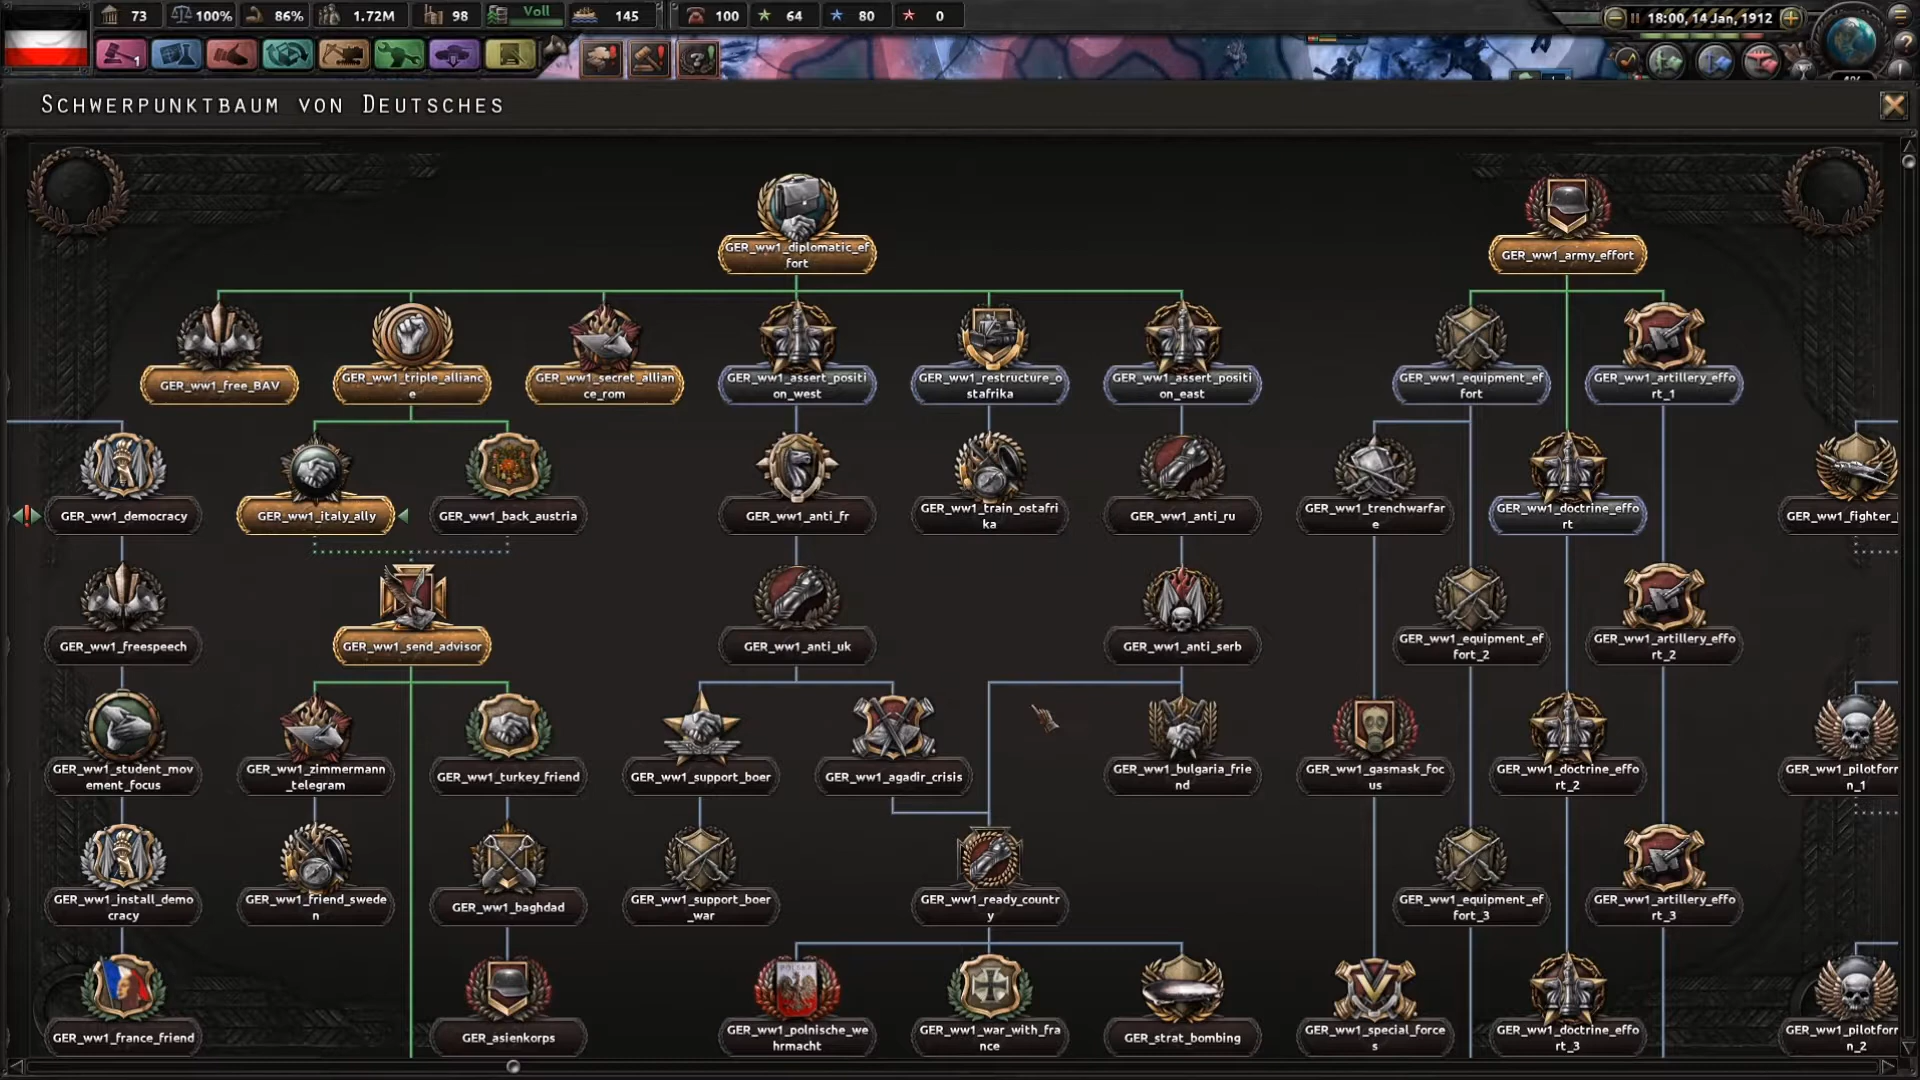 73
100%
86%
1.72M
98
Voll
145
100
64
80
0
18:00, 14 Jan, 1912
1
Schwerpunktbaum von Deutsches
GER_ww1_diplomatic_ef
fort
GER_ww1_army_effort
GER_ww1_free_BAV
GER_ww1_triple_allianc
e
GER_ww1_secret_allian
ce_rom
GER_ww1_assert_positi
on_west
GER_ww1_restructure_o
stafrika
GER_ww1_assert_positi
on_east
GER_ww1_equipment_ef
fort
GER_ww1_artillery_effo
rt_1
GER_ww1_democracy
GER_ww1_italy_ally
GER_ww1_back_austria
GER_ww1_anti_fr
GER_ww1_train_ostafri
ka
GER_ww1_anti_ru
GER_ww1_trenchwarfar
e
GER_ww1_doctrine_effo
rt
GER_ww1_fighter_
GER_ww1_freespeech
GER_ww1_send_advisor
GER_ww1_anti_uk
GER_ww1_anti_serb
GER_ww1_equipment_ef
fort_2
GER_ww1_artillery_effo
rt_2
GER_ww1_student_mov
ement_focus
GER_ww1_zimmermann
_telegram
GER_ww1_turkey_friend
GER_ww1_support_boer
GER_ww1_agadir_crisis
GER_ww1_bulgaria_frie
nd
GER_ww1_gasmask_foc
us
GER_ww1_doctrine_effo
rt_2
GER_ww1_pilotforr
n_1
GER_ww1_install_demo
cracy
GER_ww1_friend_swede
n
GER_ww1_baghdad
GER_ww1_support_boer
_war
GER_ww1_ready_countr
y
GER_ww1_equipment_ef
fort_3
GER_ww1_artillery_effo
rt_3
POLSKA
GER_ww1_france_friend
GER_asienkorps
GER_ww1_polnische_we
hrmacht
GER_ww1_war_with_fra
nce
GER_strat_bombing
GER_ww1_special_force
s
GER_ww1_doctrine_effo
rt_3
GER_ww1_pilotforr
n_2